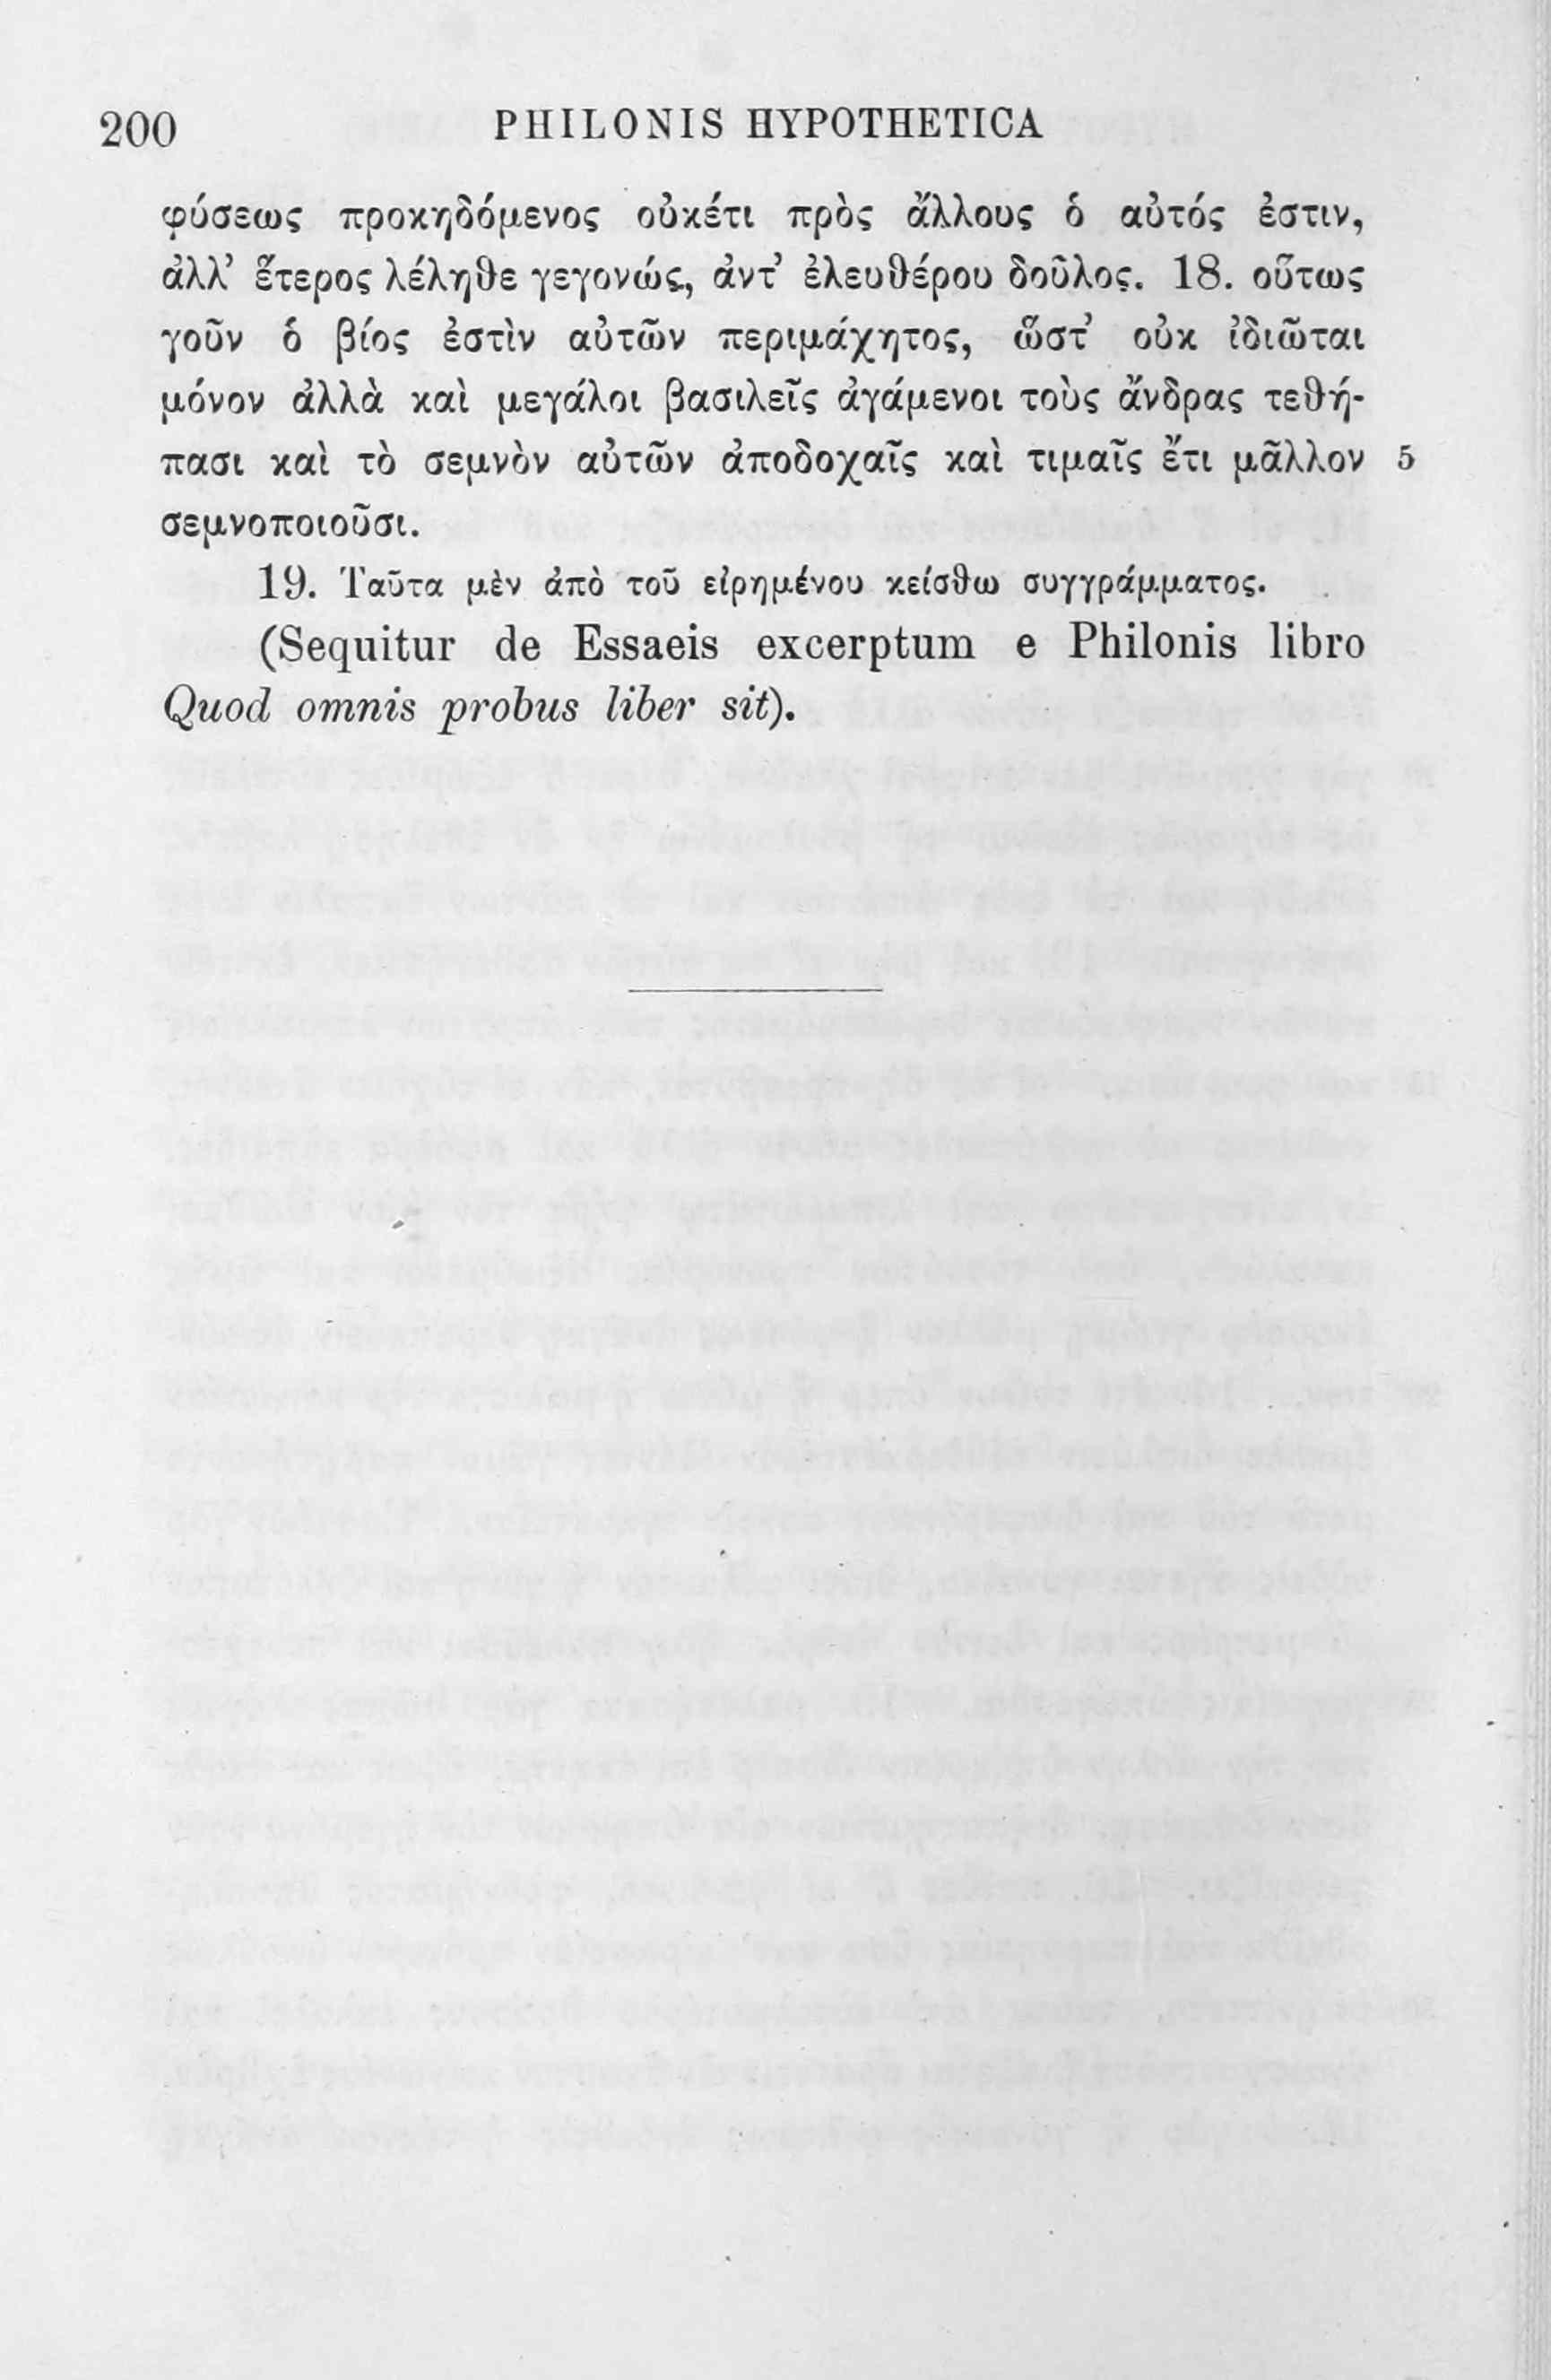 200 PHILONIS HYPOTHETICA
φύσεως προκηδόμενος οὐκέτι πρὸς ἄλλους ὁ αὐτός ἐστιν,
ἀλλ’ ἕτερος λέληθε γεγονώς, ἀντ’ ἐλευθέρου δοῦλος. 18. οὕτως
γοῦν ὁ βίος ἐστὶν αὐτῶν περιμάχητος, ὥστ’ οὐκ ἰδιῶται
μόνον ἀλλὰ καὶ μεγάλοι βασιλεῖς ἀγάμενοι τοὺς ἄνδρας τεθή-
πασι καὶ τὸ σεμνὸν αὐτῶν ἀποδοχαῖς καὶ τιμαῖς ἔτι μᾶλλον 5
σεμνοποιοῦσι.
19. Ταῦτα μὲν ἀπὸ τοῦ εἰρημένου κείσθω συγγράμματος.
(Sequitur de Essaeis excerptum e Philonis libro
Quod omnis probus liber sit).